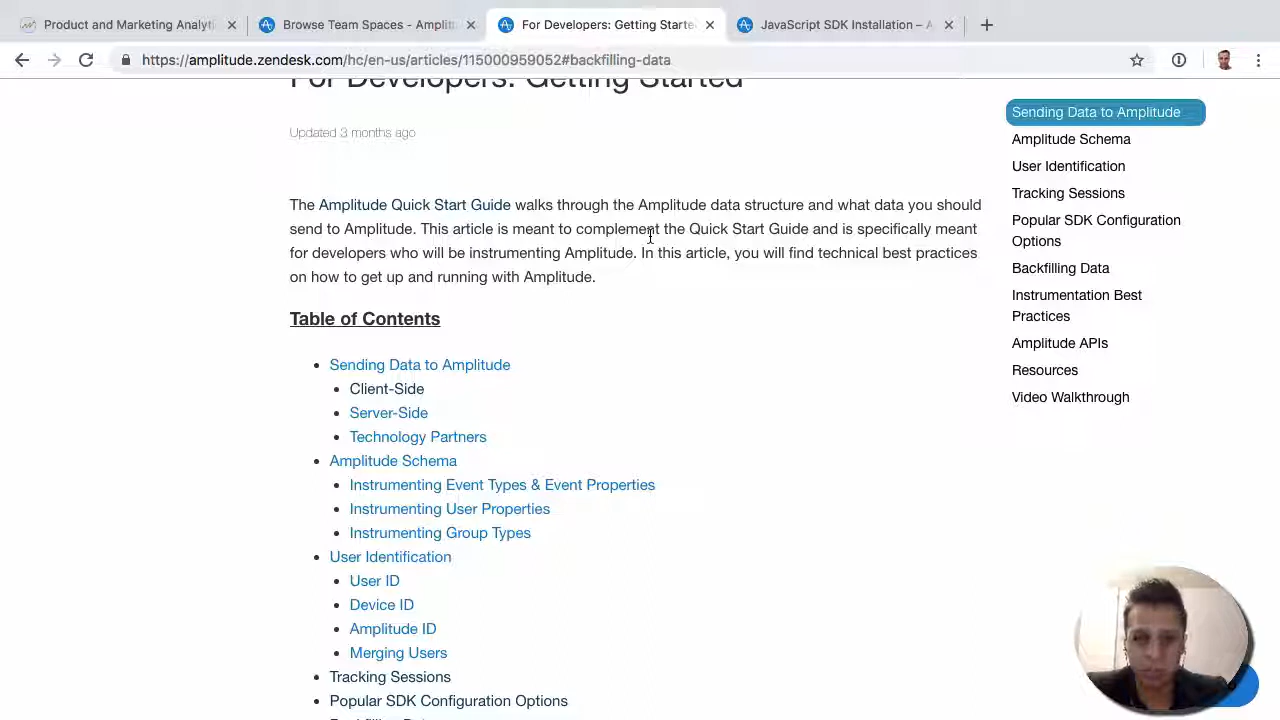 Product and Marketing Analyti
Browse Team Spaces - Amplitu
For Developers: Getting Starte
JavaScript SDK Installation – A
https://amplitude.zendesk.com/hc/en-us/articles/115000959052#backfilling-data
For Developers: Getting Started
Updated 3 months ago
The Amplitude Quick Start Guide walks through the Amplitude data structure and what data you should
send to Amplitude. This article is meant to complement the Quick Start Guide and is specifically meant
for developers who will be instrumenting Amplitude. In this article, you will find technical best practices
on how to get up and running with Amplitude.
Table of Contents
Sending Data to Amplitude
Client-Side
Server-Side
Technology Partners
Amplitude Schema
Instrumenting Event Types & Event Properties
Instrumenting User Properties
Instrumenting Group Types
User Identification
User ID
Device ID
Amplitude ID
Merging Users
Tracking Sessions
Popular SDK Configuration Options
Sending Data to Amplitude
Amplitude Schema
User Identification
Tracking Sessions
Popular SDK Configuration
Options
Backfilling Data
Instrumentation Best
Practices
Amplitude APIs
Resources
Video Walkthrough